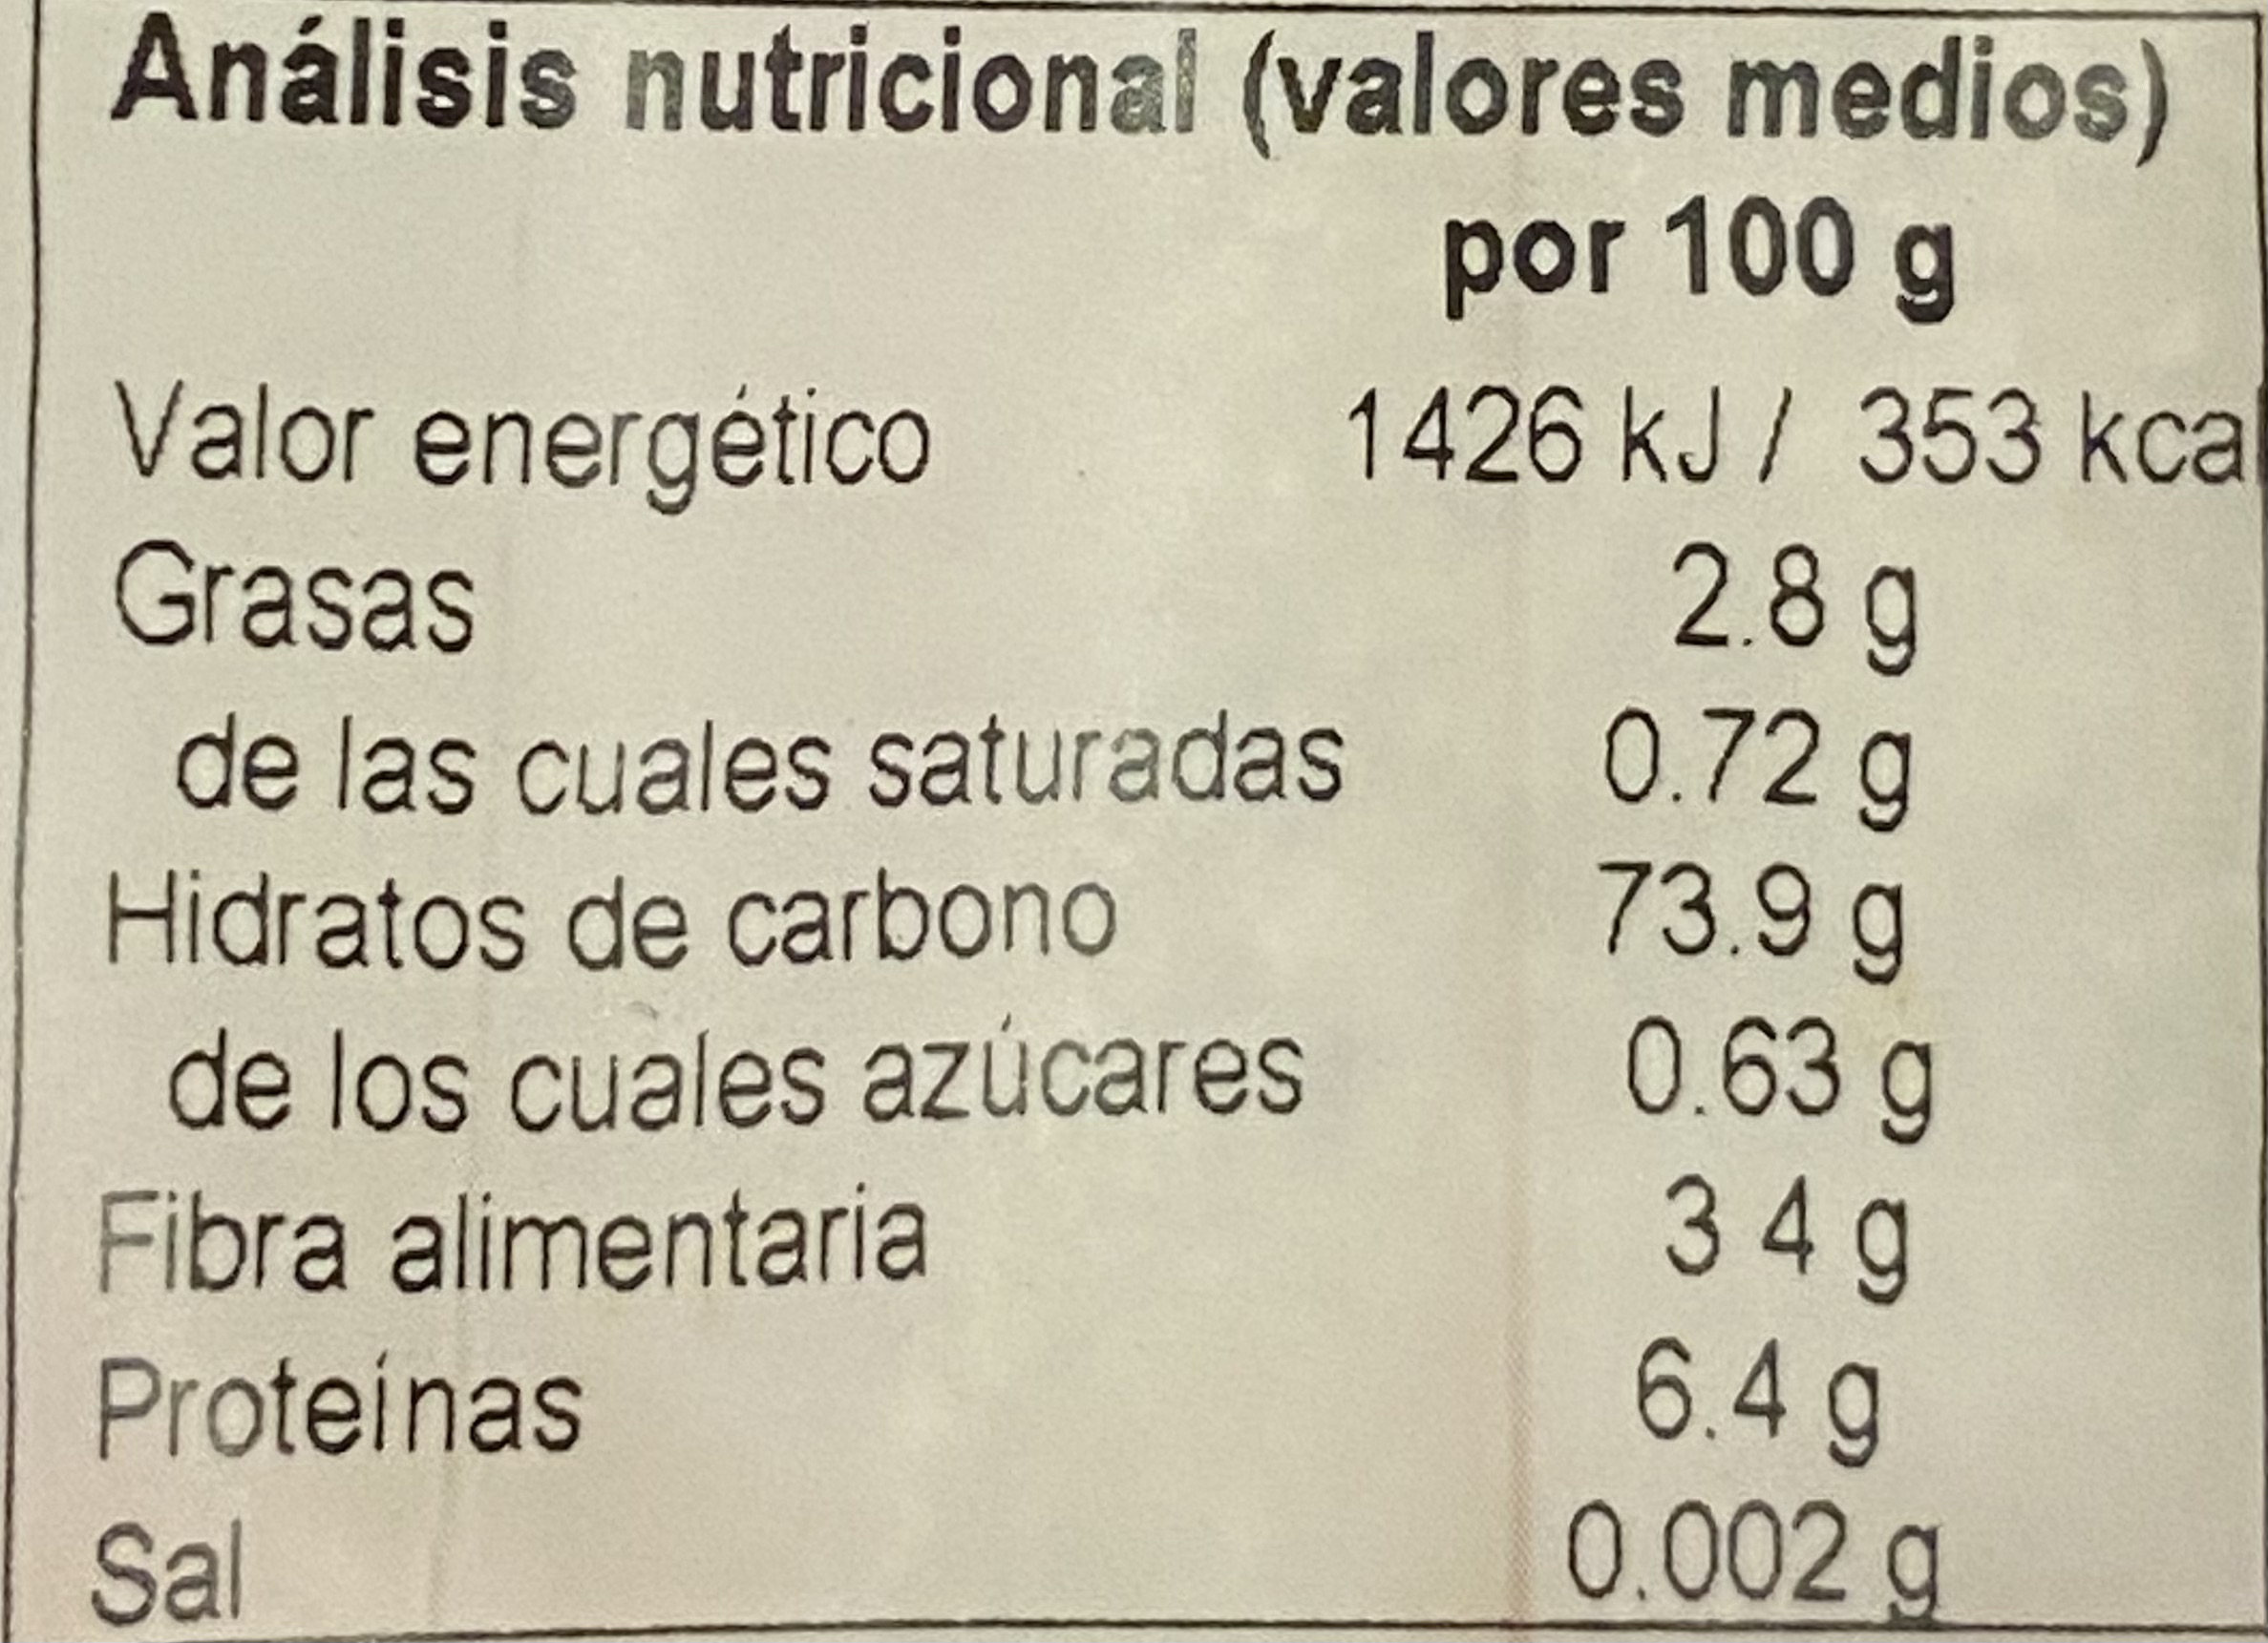 Análisis nutricional (valores medios)
por 100 g
Valor energético 1426 kJ / 353 kcal
Grasas 2.8 g
de las cuales saturadas 0.72 g
Hidratos de carbono 73.9 g
de los cuales azúcares 0.63 g
Fibra alimentaria 3 4 g
Proteínas 6.4 g
Sal 0.002 g